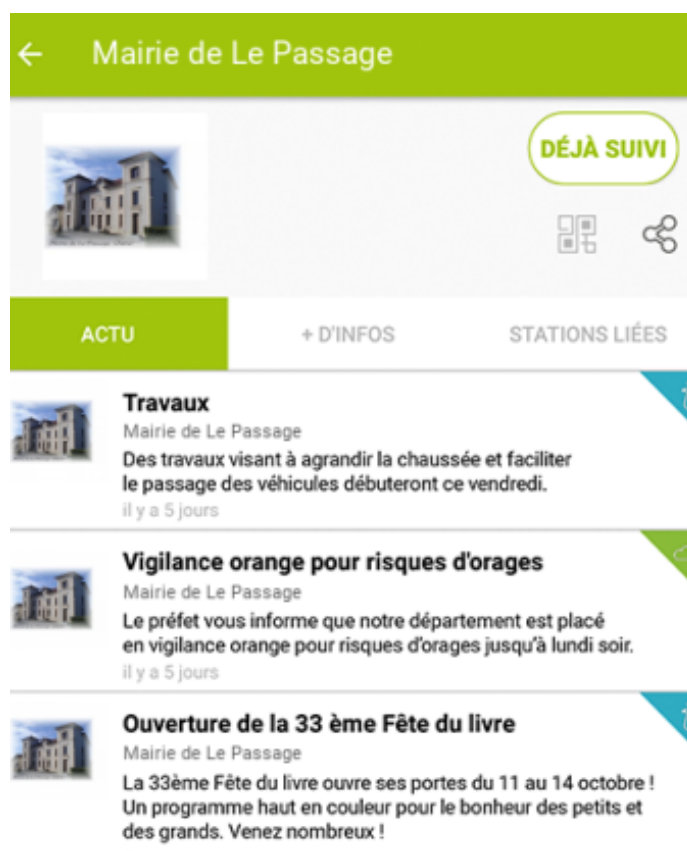 Mairie de Le Passage
DÉJÀ SUIVI
ACTU
+ D'INFOS
STATIONS LIÉES
Travaux
Mairie de Le Passage
Des travaux visant à agrandir la chaussée et faciliter
le passage des véhicules débuteront ce vendredi.
il y a 5 jours
Vigilance orange pour risques d'orages
Mairie de Le Passage
Le préfet vous informe que notre département est placé
en vigilance orange pour risques d'orages jusqu'à lundi soir.
il y a 5 jours
Ouverture de la 33 ème Fête du livre
Mairie de Le Passage
La 33ème Fête du livre ouvre ses portes du 11 au 14 octobre !
Un programme haut en couleur pour le bonheur des petits et
des grands. Venez nombreux !